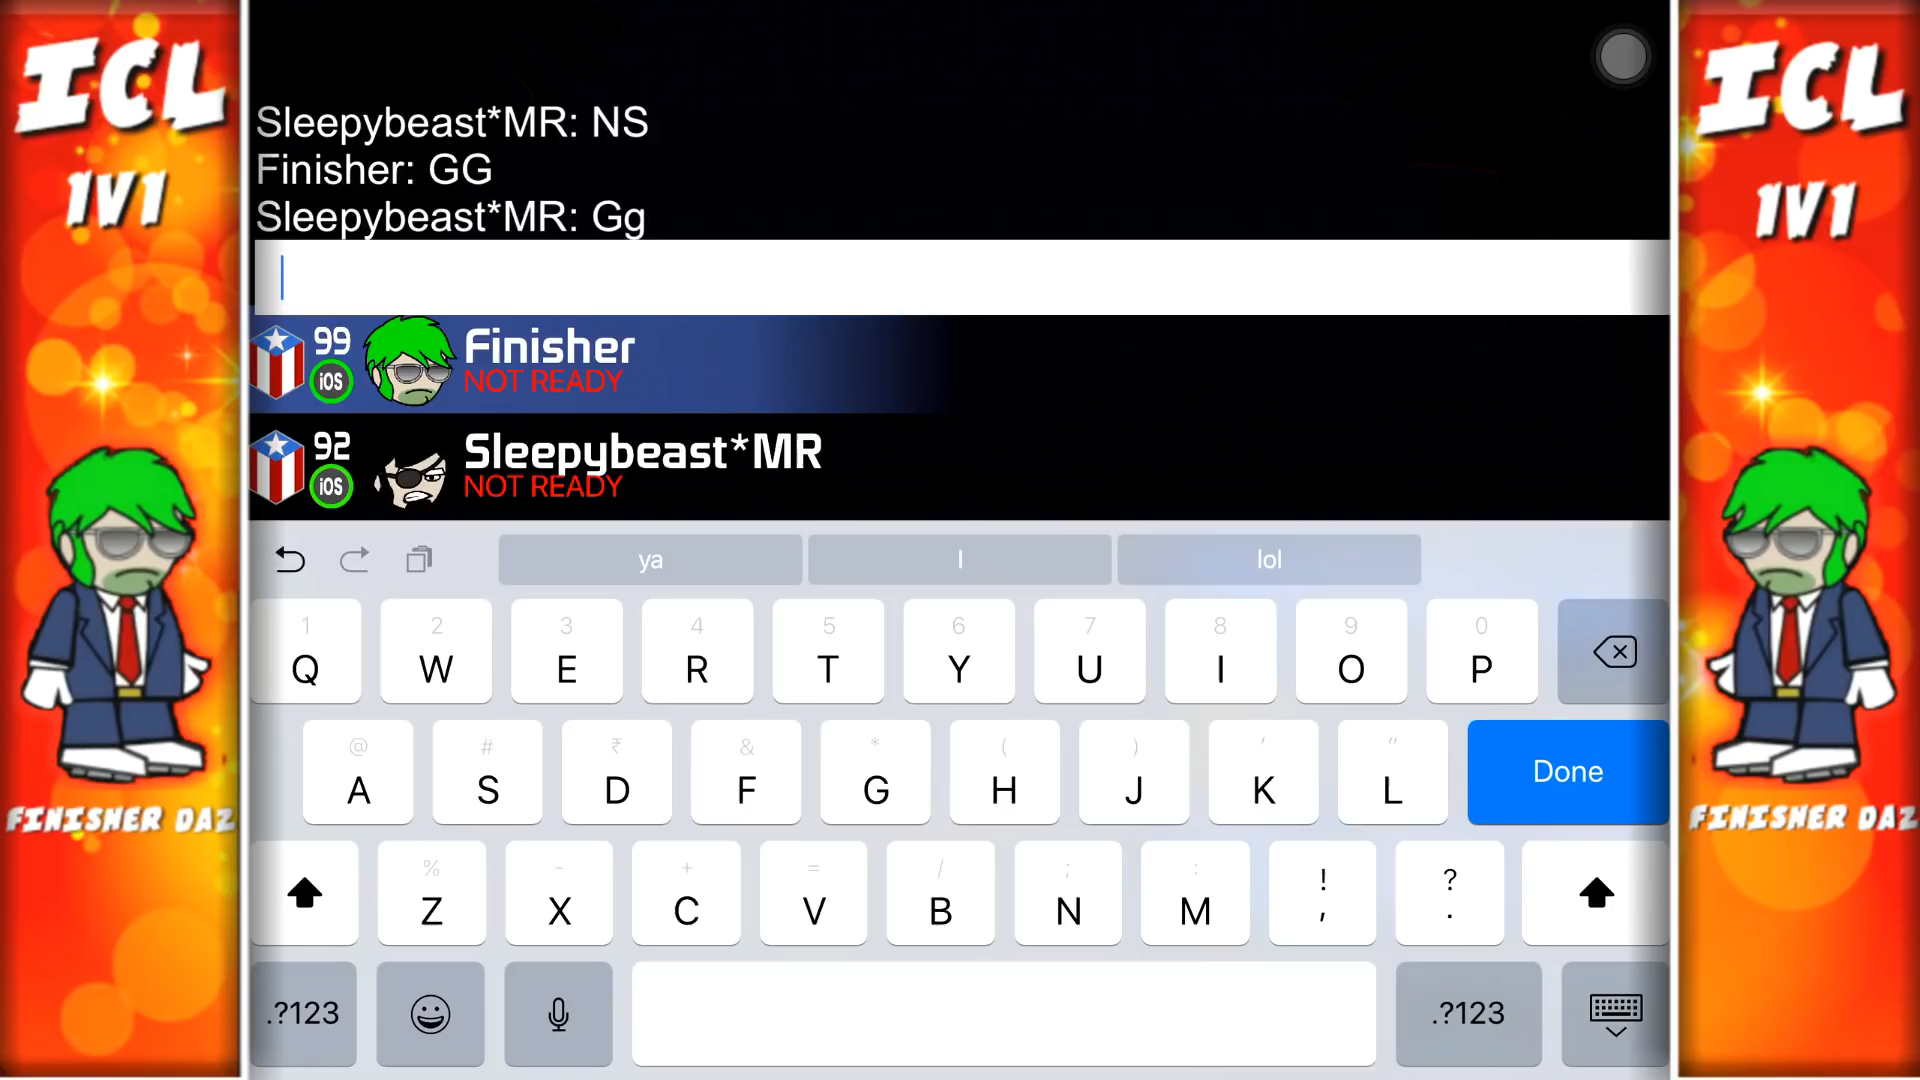 ICL
1V1
FINISHER DAZ
Sleepybeast*MR: NS
Finisher: GG
Sleepybeast*MR: Gg
99
iOS
Finisher
NOT READY
92
iOS
Sleepybeast*MR
NOT READY
ya I lol
1 2 3 4 5 6 7 8 9 0
Q W E R T Y U I O P
@ # ₹ & * ( ) ' "
A S D F G H J K L Done
% - + = / ; : ! ?
Z X C V B N M , .
.?123 .?123
ICL
1V1
FINISHER DAZ